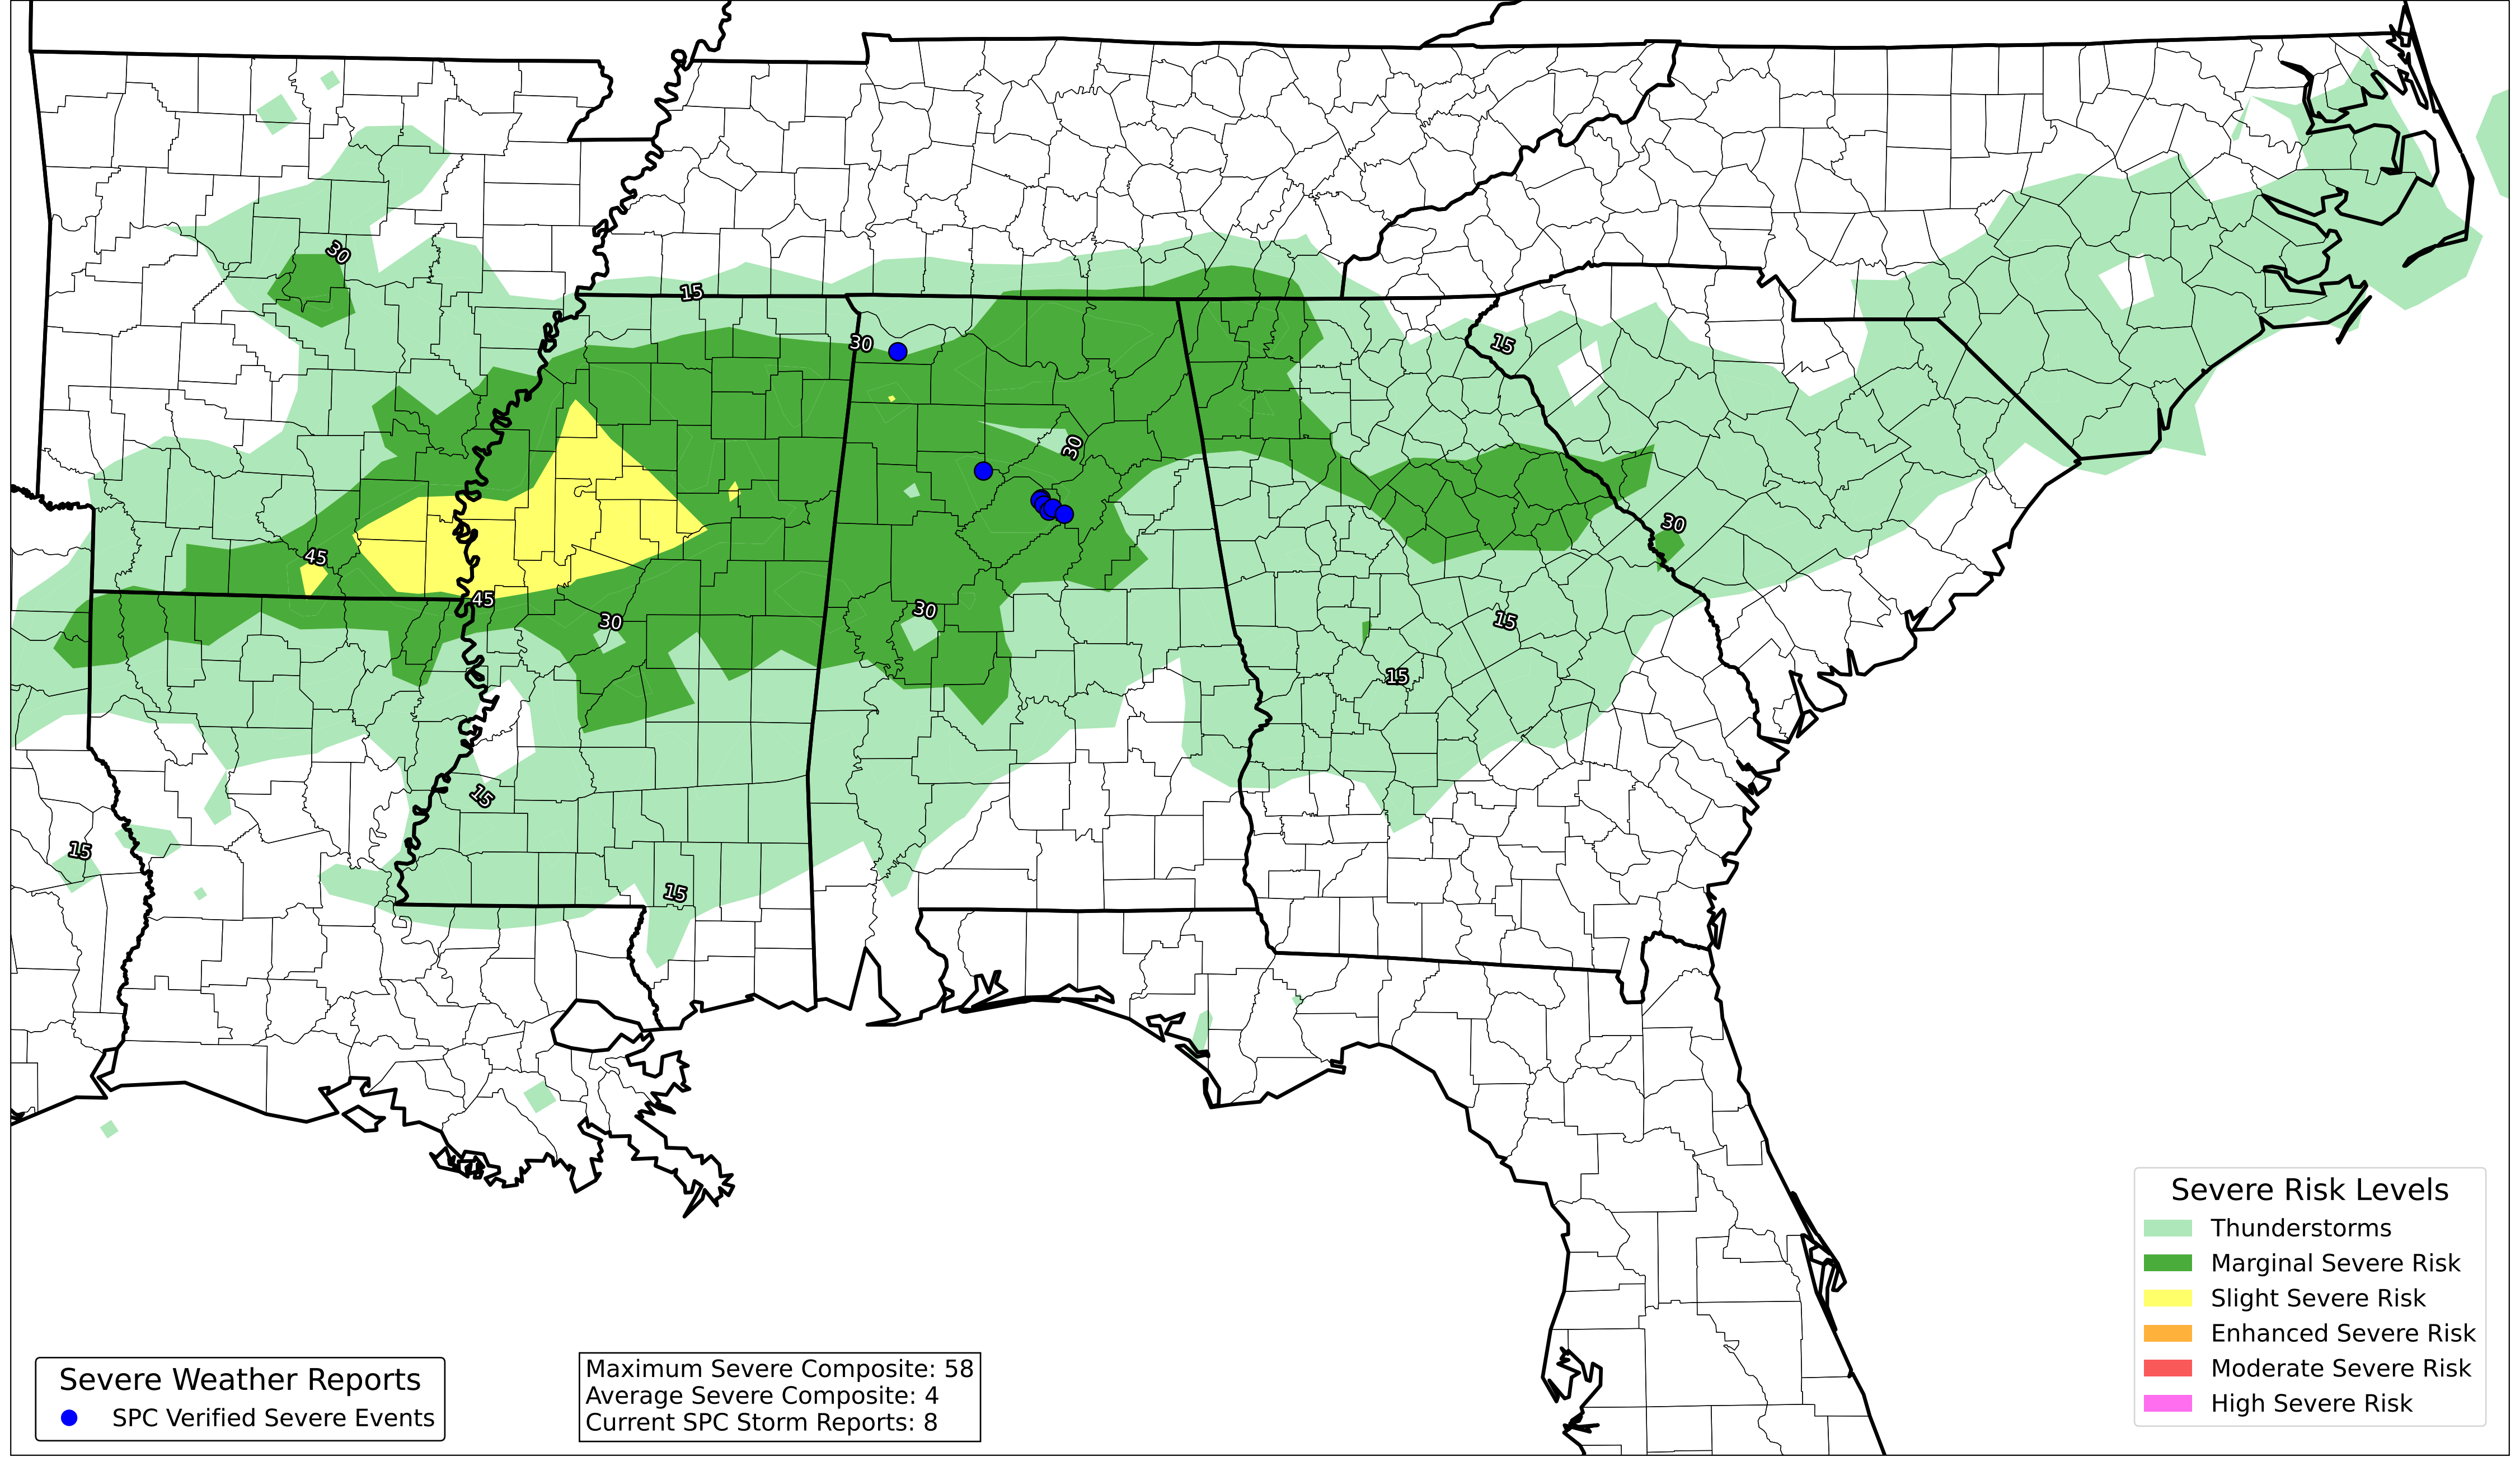 30
15
30
15
30
45
30
45
30
30
15
15
15
15
15
Severe Risk Levels
Thunderstorms
Marginal Severe Risk
Slight Severe Risk
Enhanced Severe Risk
Moderate Severe Risk
High Severe Risk
Severe Weather Reports
SPC Verified Severe Events
Maximum Severe Composite: 58
Average Severe Composite: 4
Current SPC Storm Reports: 8